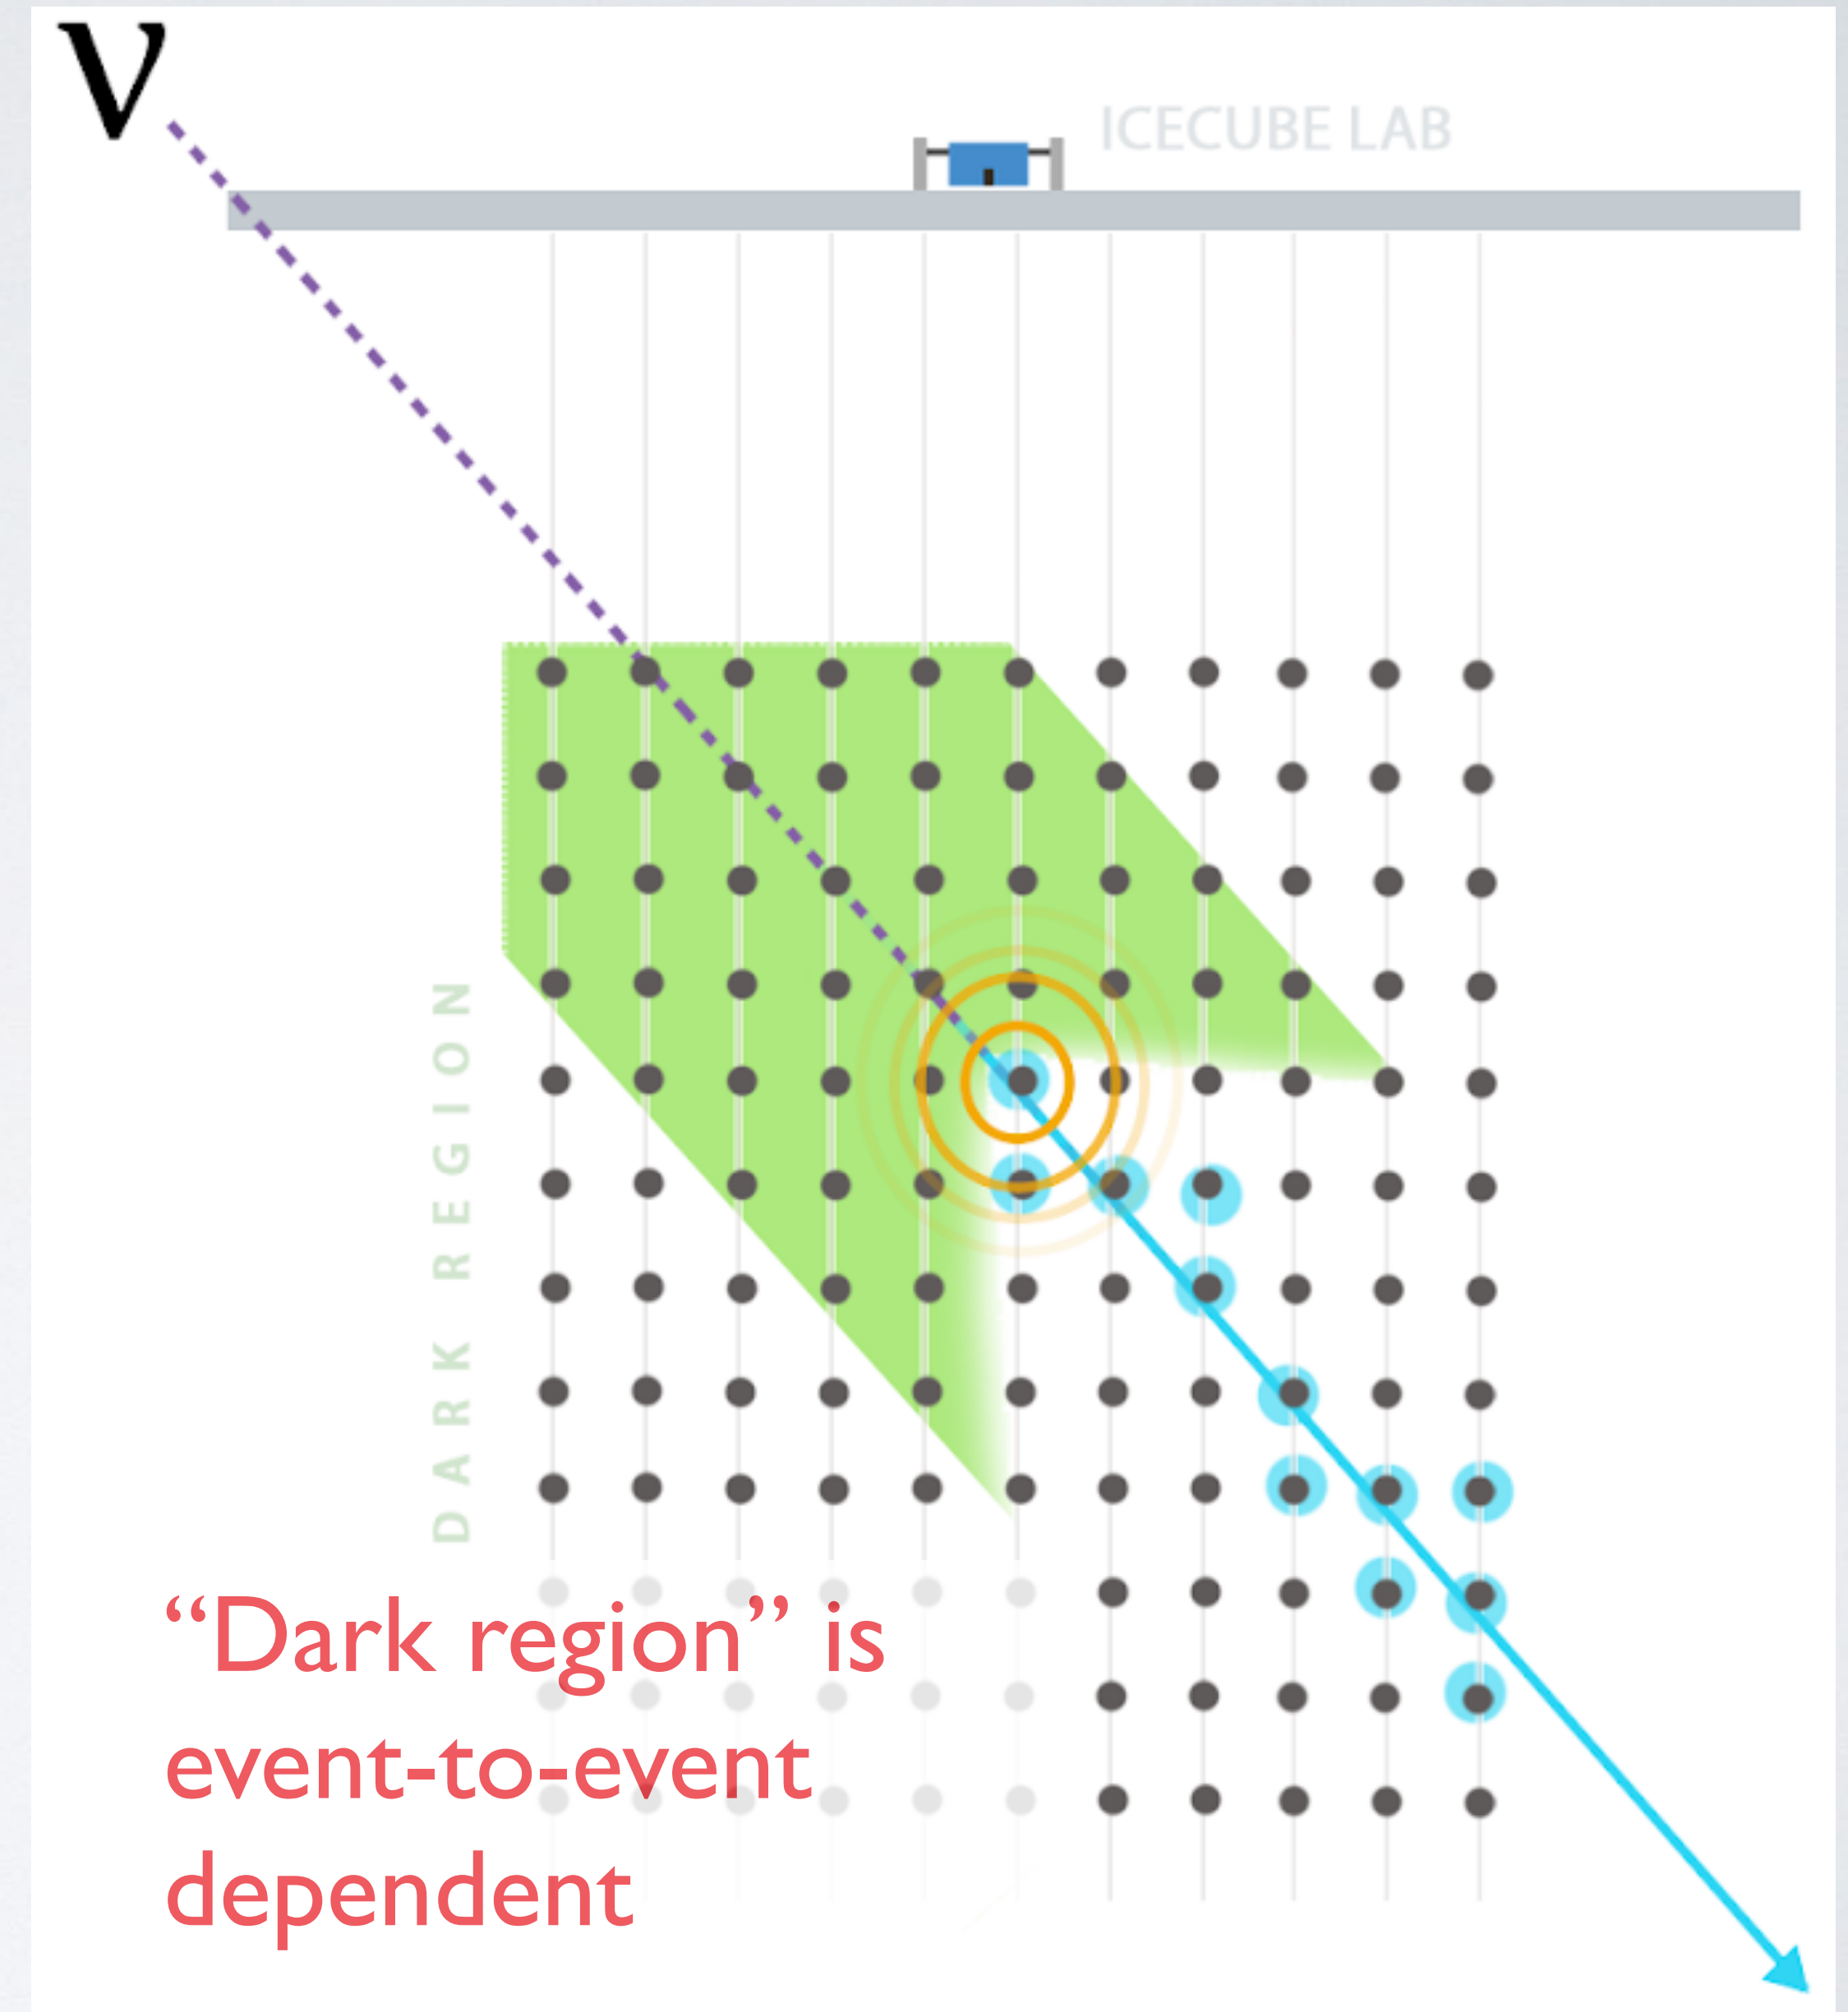 ν
ICECUBE LAB
DARK REGION
“Dark region” is
event-to-event
dependent